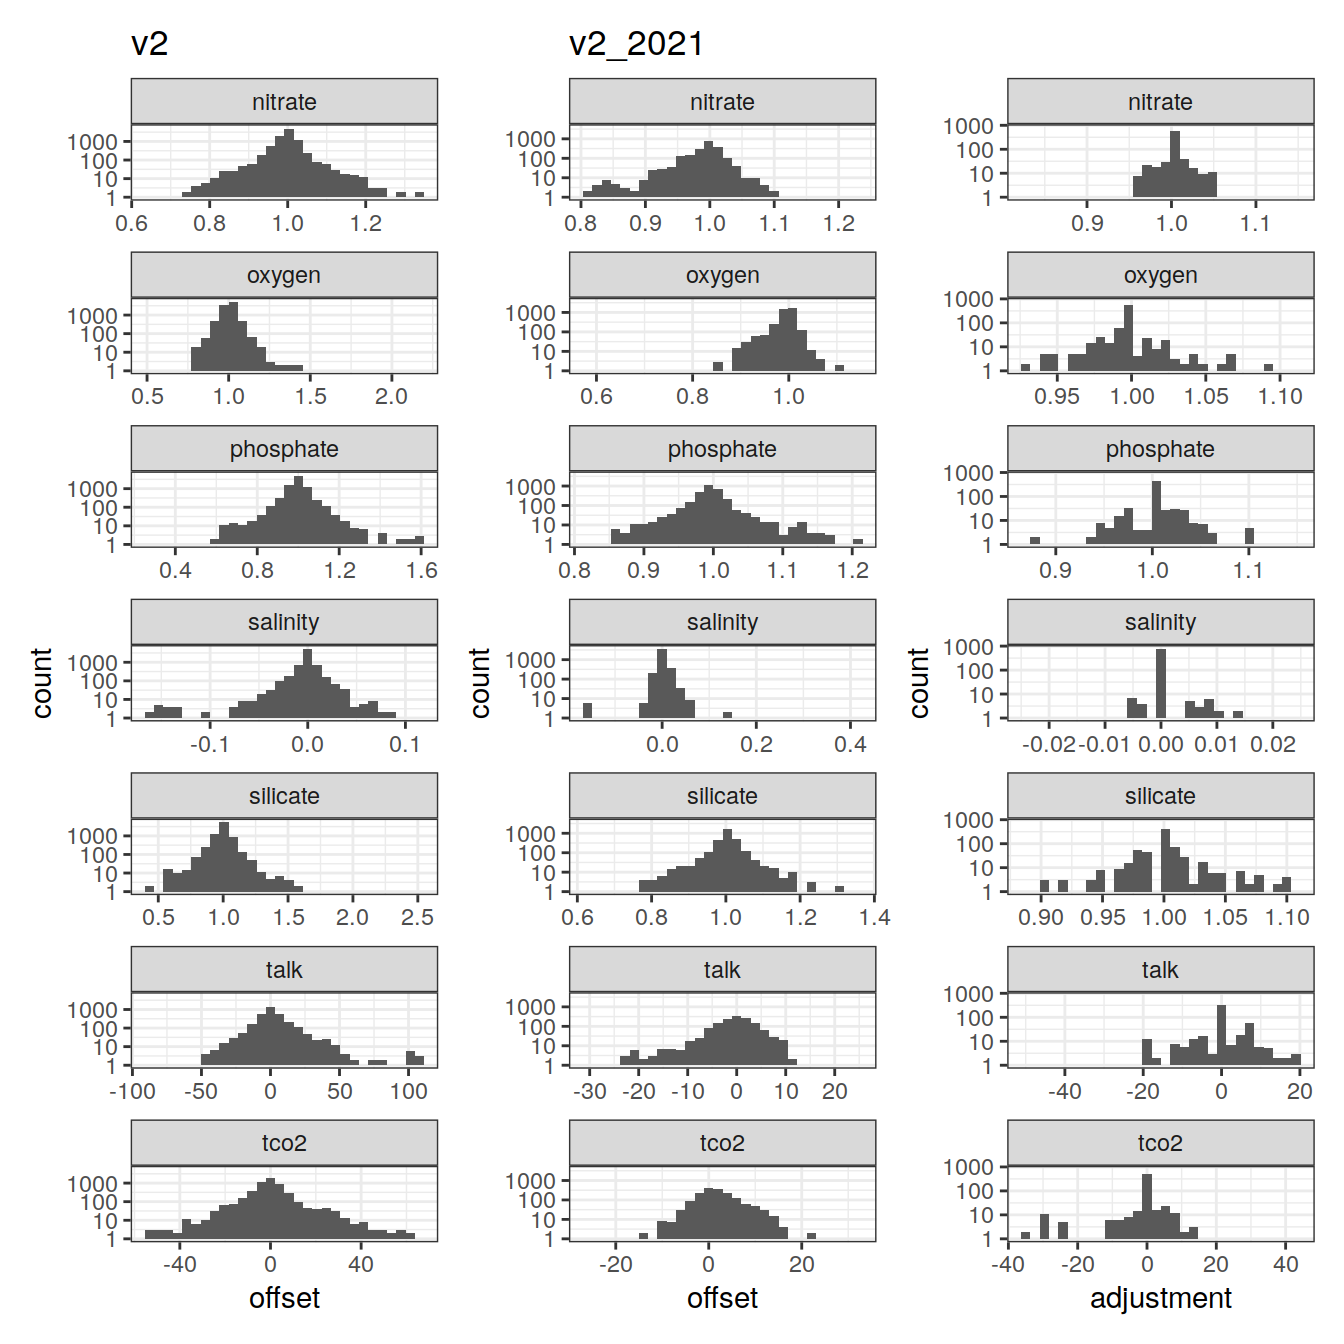 v2 v2_2021
nitrate nitrate nitrate
1000 1000 1000
100 100 100
10 10 10
1 1 1
0.6 0.8 1.0 1.2 0.8 0.9 1.0 1.1 1.2 0.9 1.0 1.1
oxygen oxygen oxygen
1000 1000 1000
100 100 100
10 10 10
1 1 1
0.5 1.0 1.5 2.0 0.6 0.8 1.0 0.95 1.00 1.05 1.10
phosphate phosphate phosphate
1000 1000 1000
100 100 100
10 10 10
1 1 1
0.4 0.8 1.2 1.6 0.8 0.9 1.0 1.1 1.2 0.9 1.0 1.1
salinity salinity salinity
count count count
1000 1000 1000
100 100 100
10 10 10
1 1 1
-0.1 0.0 0.1 0.0 0.2 0.4 -0.02 -0.01 0.00 0.01 0.02
silicate silicate silicate
1000 1000 1000
100 100 100
10 10 10
1 1 1
0.5 1.0 1.5 2.0 2.5 0.6 0.8 1.0 1.2 1.4 0.90 0.95 1.00 1.05 1.10
talk talk talk
1000 1000 1000
100 100 100
10 10 10
1 1 1
-100 -50 0 50 100 -30 -20 -10 0 10 20 -40 -20 0 20
tco2 tco2 tco2
1000 1000 1000
100 100 100
10 10 10
1 1 1
-40 0 40 -20 0 20 -40 -20 0 20 40
offset offset adjustment